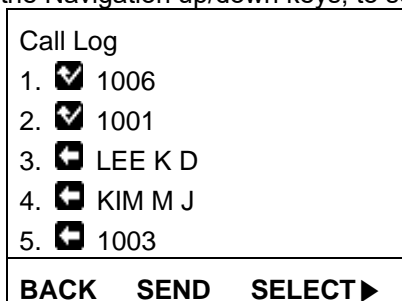 the Navigation up/down keys, to s
Call Log
1. 1006
2. 1001
3. LEE K D
4. KIM M J
5. 1003
BACK SEND SELECT▶